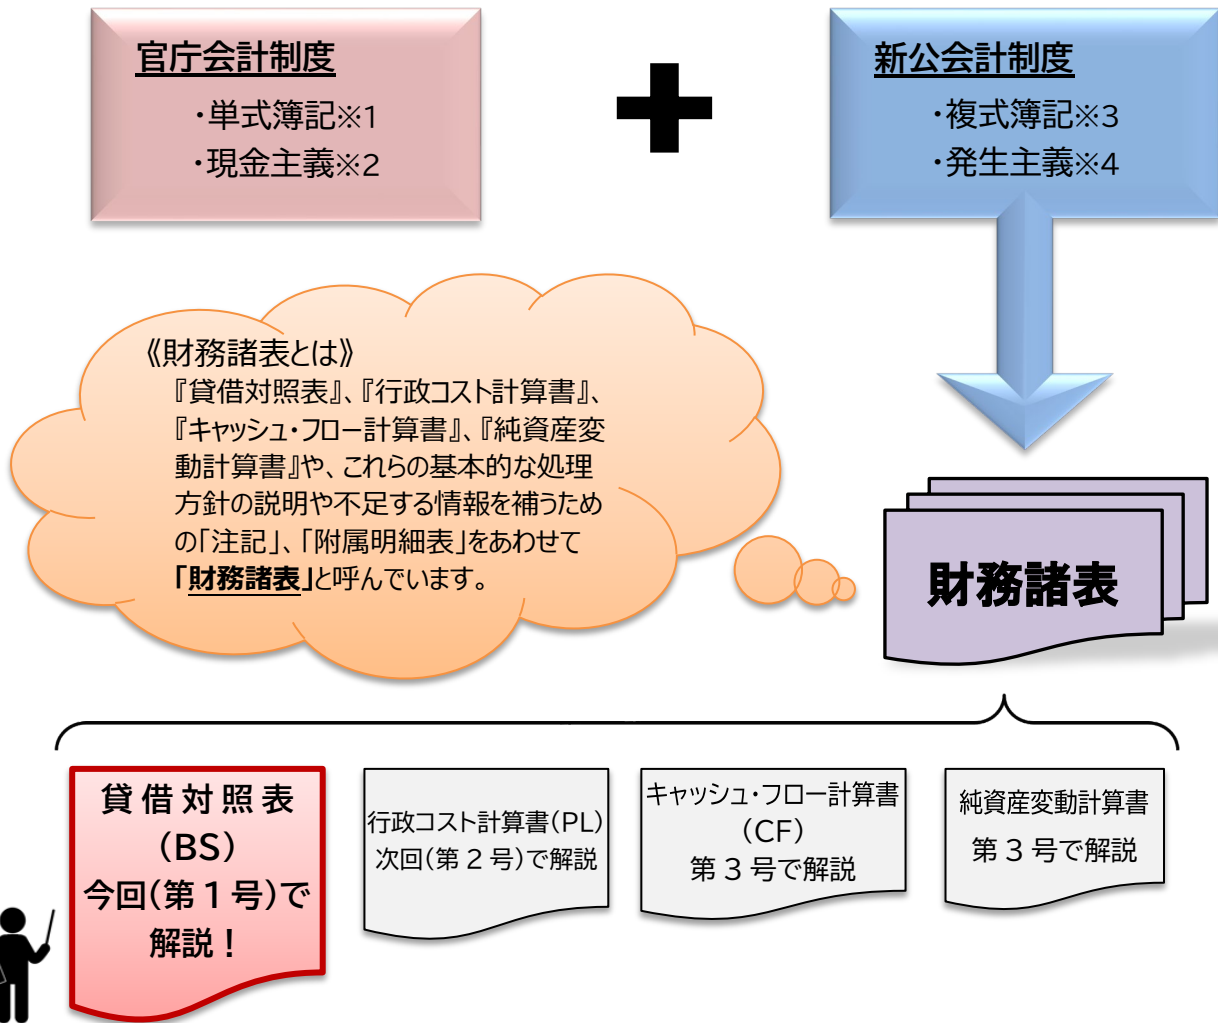 官庁会計制度
・単式簿記※1
・現金主義※2
新公会計制度
・複式簿記※3
・発生主義※4
《財務諸表とは》
『貸借対照表』、『行政コスト計算書』、
『キャッシュ・フロー計算書』、『純資産変
動計算書』や、これらの基本的な処理
方針の説明や不足する情報を補うため
の「注記」、「附属明細表」をあわせて
「財務諸表」と呼んでいます。
財務諸表
貸借対照表
(BS)
今回(第1号)で
解説！
行政コスト計算書(PL)
次回(第2号)で解説
キャッシュ・フロー計算書
(CF)
第3号で解説
純資産変動計算書
第3号で解説